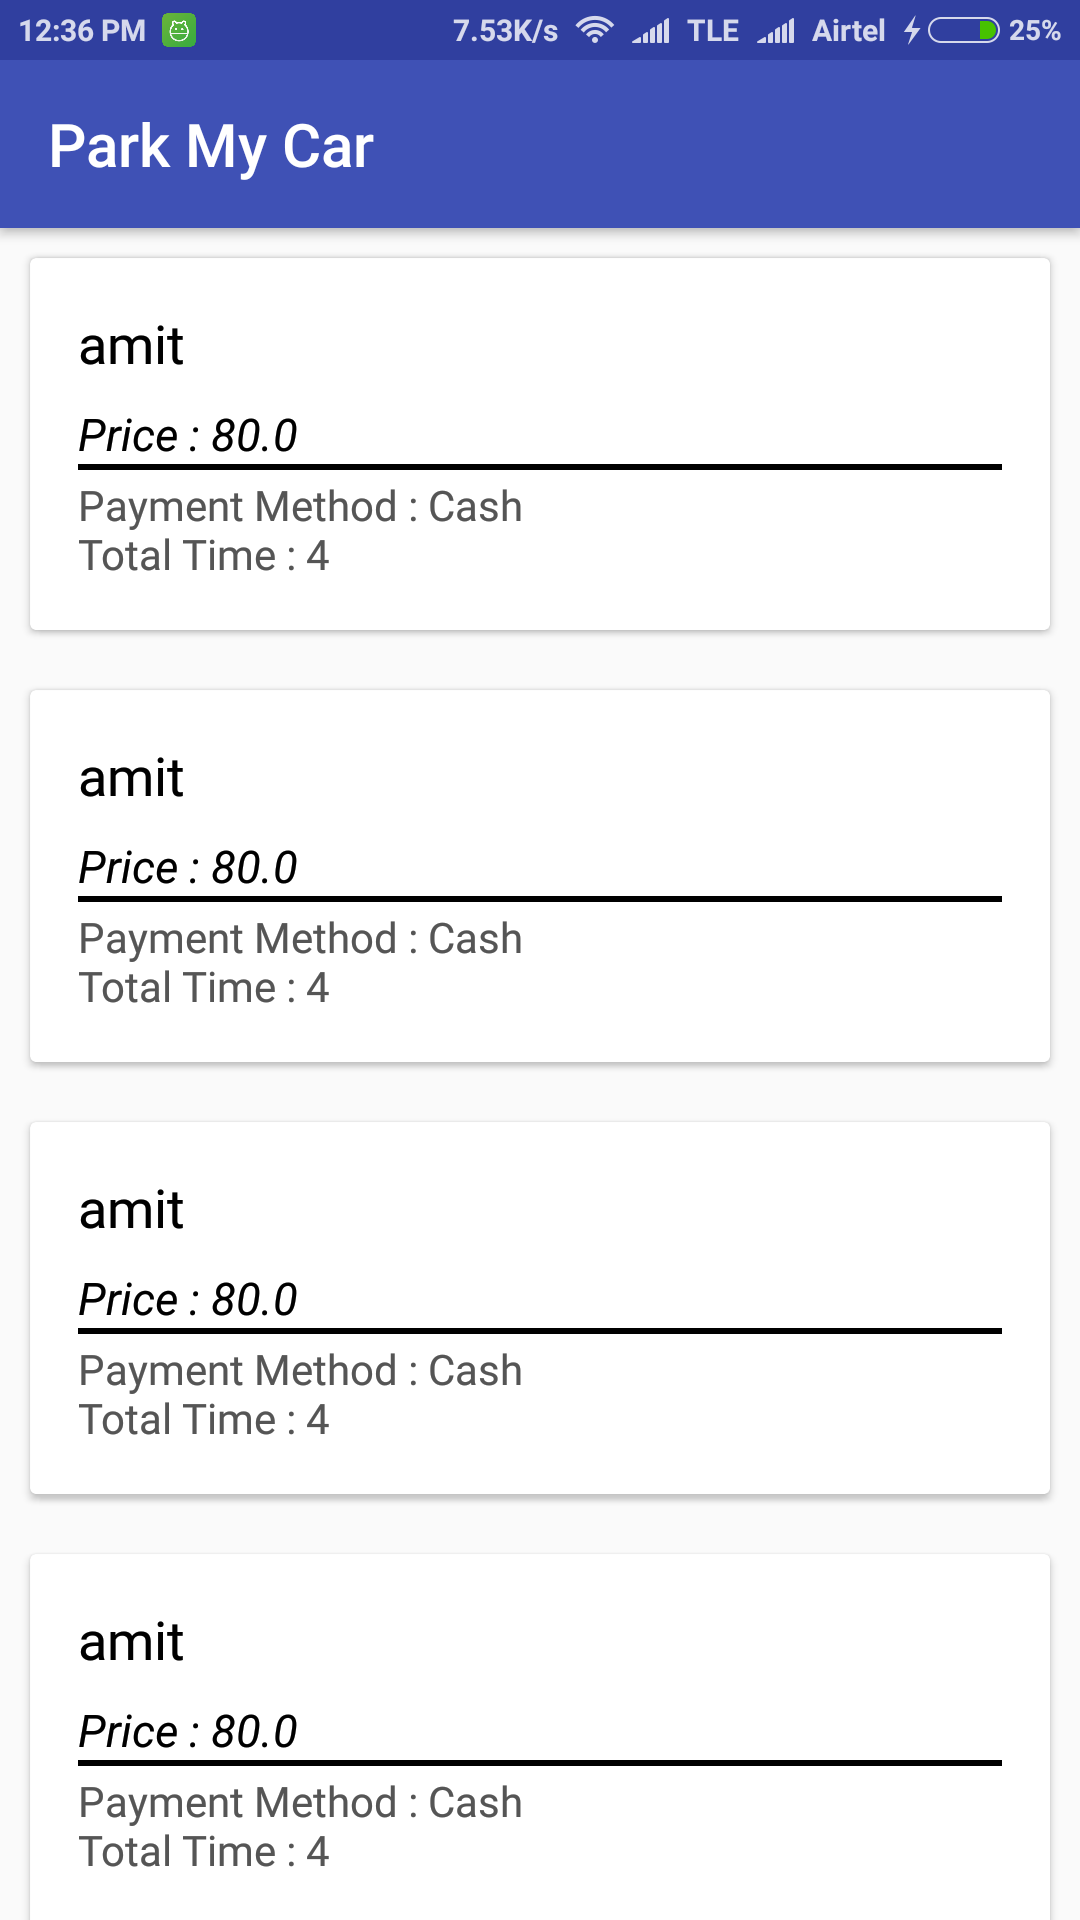 12:36 PM 7.53K/s TLE Airtel 25%
Park My Car
amit
Price : 80.0
Payment Method : Cash
Total Time : 4
amit
Price : 80.0
Payment Method : Cash
Total Time : 4
amit
Price : 80.0
Payment Method : Cash
Total Time : 4
amit
Price : 80.0
Payment Method : Cash
Total Time : 4